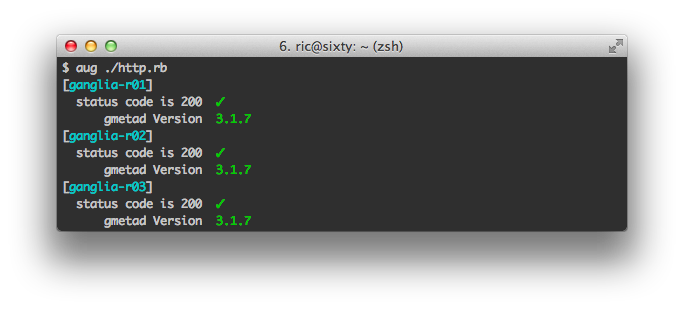 6. ric@sixty: ~ (zsh)
$ aug ./http.rb
[ganglia-r01]
status code is 200 ✓
gmetad Version 3.1.7
[ganglia-r02]
status code is 200 ✓
gmetad Version 3.1.7
[ganglia-r03]
status code is 200 ✓
gmetad Version 3.1.7